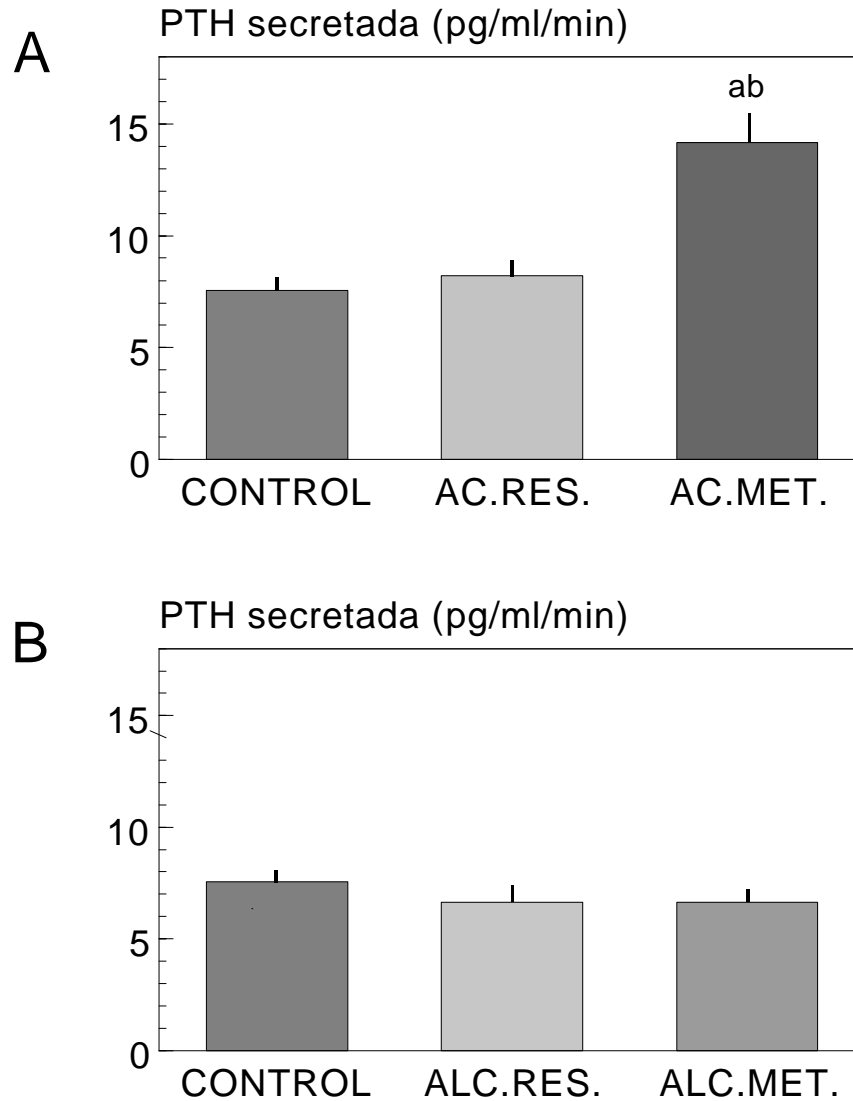 A
PTH secretada (pg/ml/min)
ab
15
10
5
0
CONTROL AC.RES. AC.MET.
B
PTH secretada (pg/ml/min)
15
10
5
0
CONTROL ALC.RES. ALC.MET.